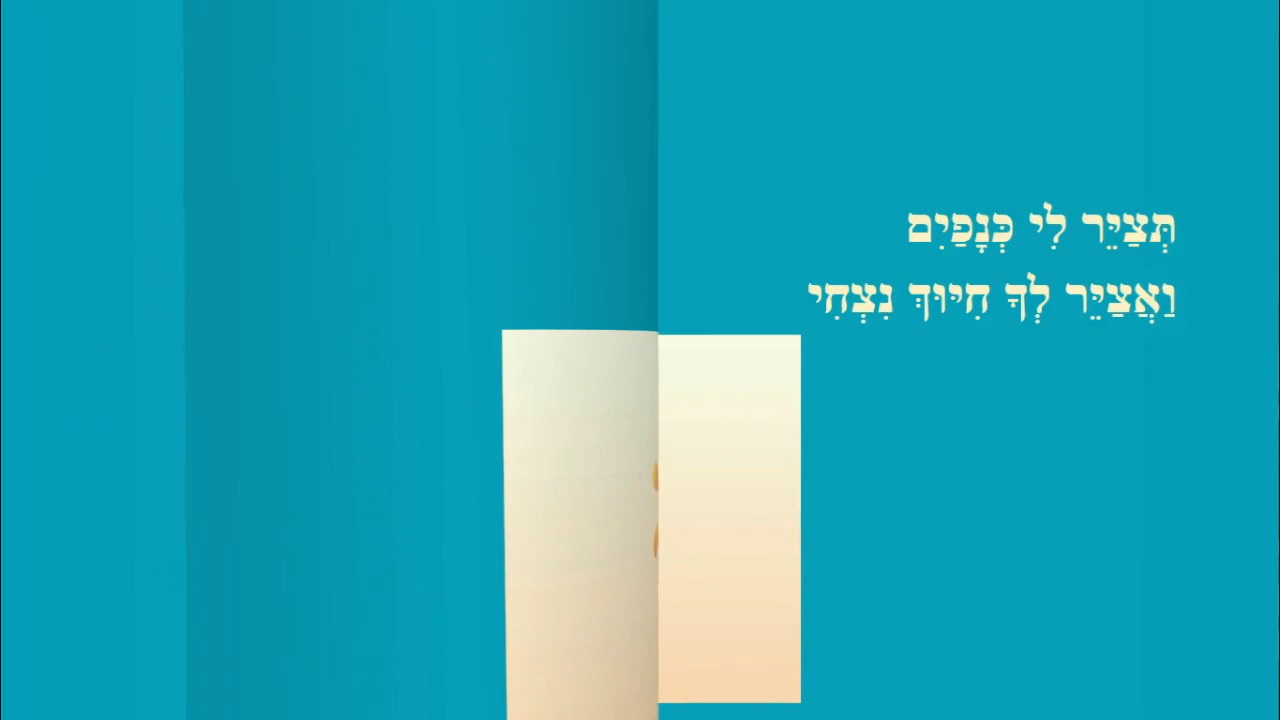 תְּצַיֵּר לִי כְּנָפַיִם
וַאֲצַיֵּר לְךָ חִיּוּךְ נִצְחִי